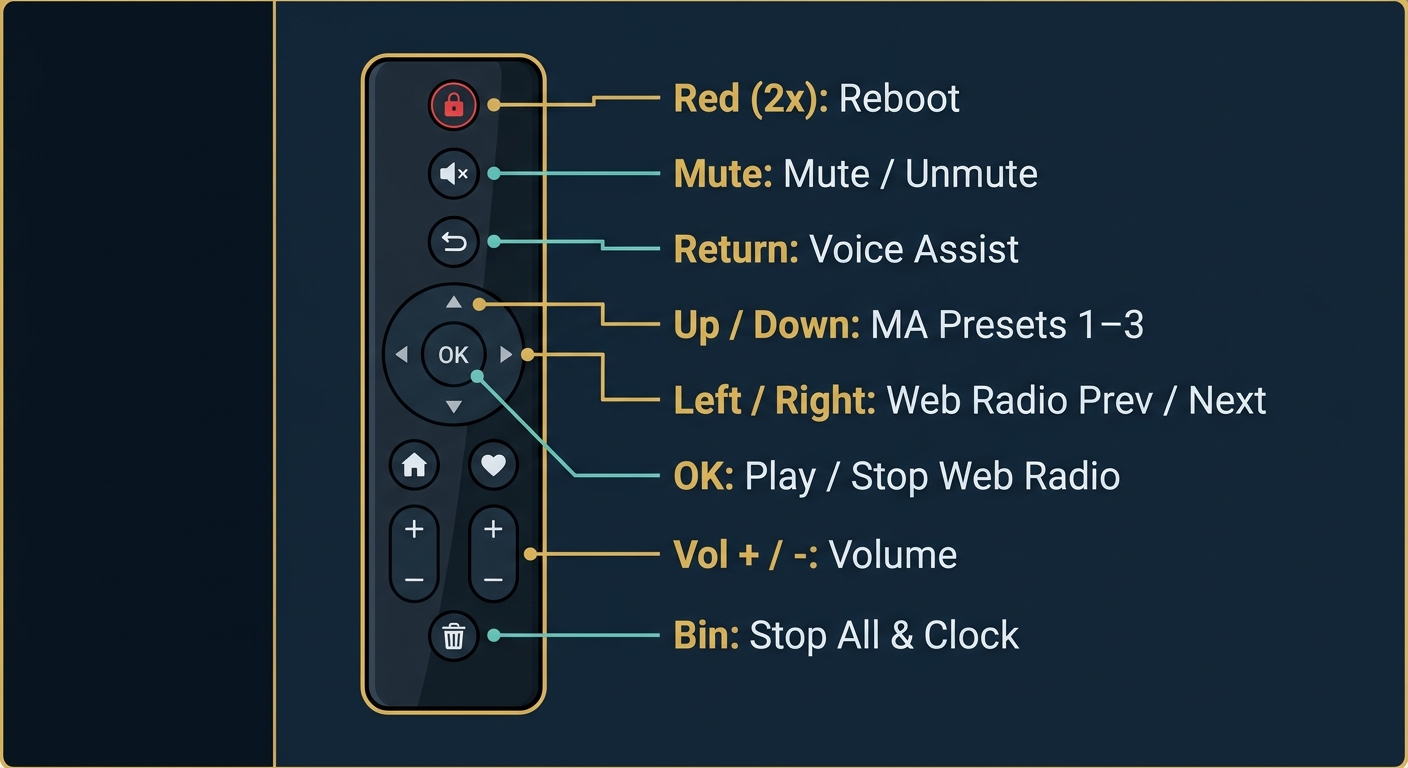 Red (2x): Reboot
Mute: Mute / Unmute
Return: Voice Assist
Up / Down: MA Presets 1–3
OK
Left / Right: Web Radio Prev / Next
OK: Play / Stop Web Radio
+ +
Vol + / -: Volume
− −
Bin: Stop All & Clock